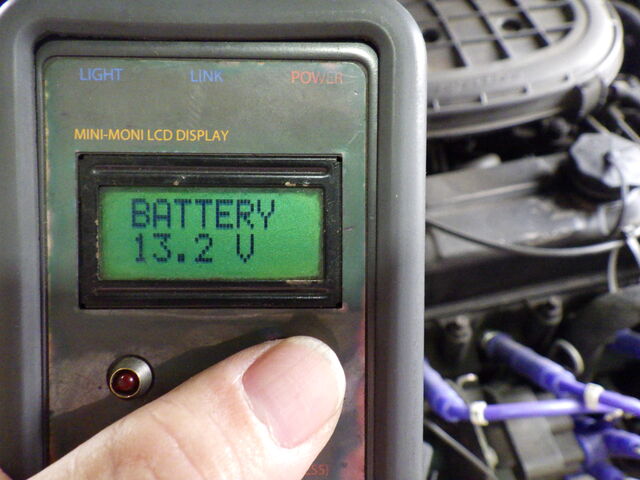 LIGHT LiNK POWER
MINI-MONI LCD DISPLAY
BATTERY
13.2 V